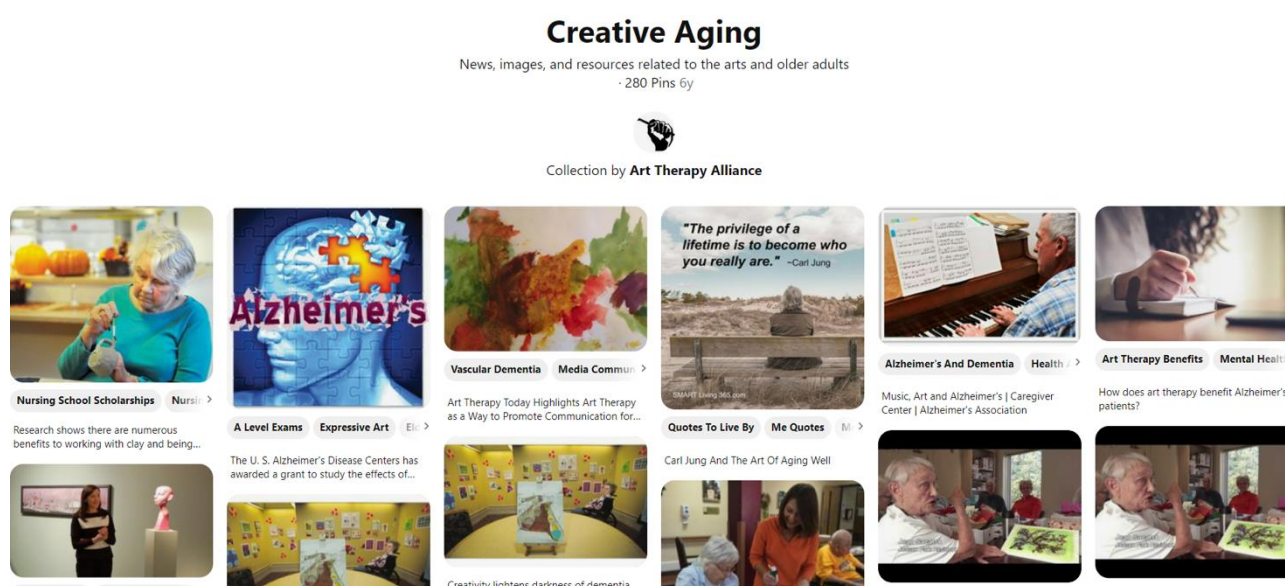 Creative Aging
News, images, and resources related to the arts and older adults
· 280 Pins 6y
Collection by Art Therapy Alliance
Nursing School Scholarships
Research shows there are numerous
benefits to working with clay and being...
Alzheimer's
A Level Exams Expressive Art
The U. S. Alzheimer's Disease Centers has
awarded a grant to study the effects of...
Vascular Dementia Media Commun
Art Therapy Today Highlights Art Therapy
as a Way to Promote Communication for...
Creativity lightens darkness of dementia
"The privilege of a
lifetime is to become who
you really are." ~Carl Jung
SMART Living 365.com
Quotes To Live By Me Quotes
Carl Jung And The Art Of Aging Well
Alzheimer's And Dementia Health
Music, Art and Alzheimer's | Caregiver
Center | Alzheimer's Association
Art Therapy Benefits Mental Healt
How does art therapy benefit Alzheimer's
patients?